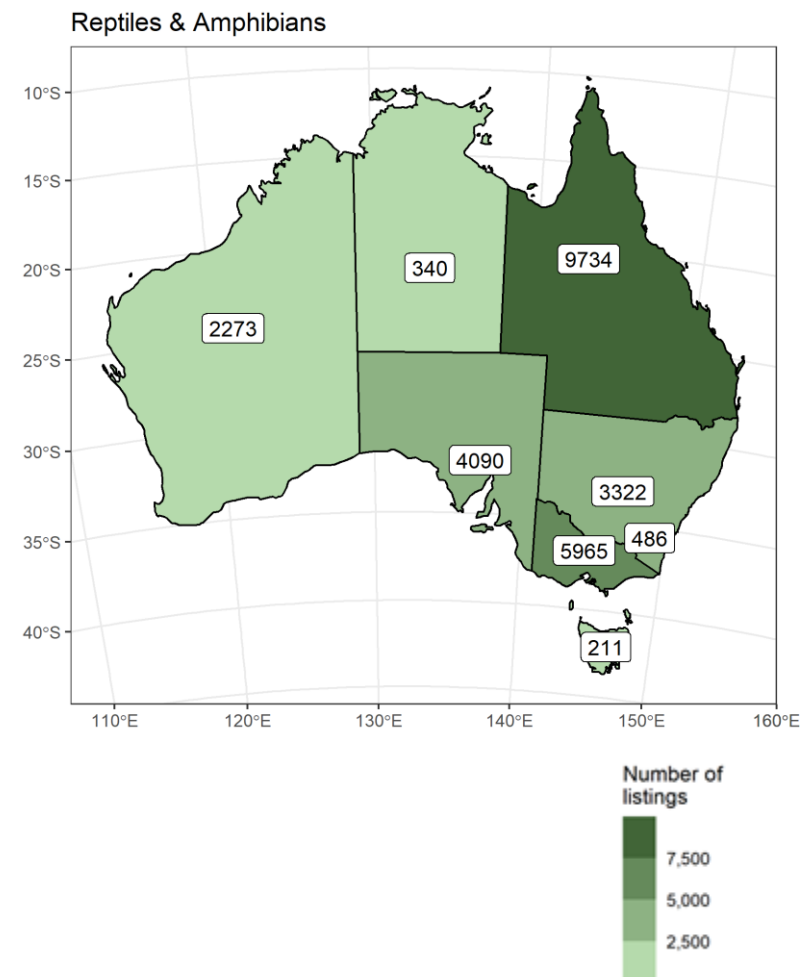 Reptiles & Amphibians
10°S
15°S
20°S
25°S
30°S
35°S
40°S
9734
340
2273
4090
3322
486
5965
211
110°E 120°E 130°E 140°E 150°E 160°E
Number of
listings
7,500
5,000
2,500